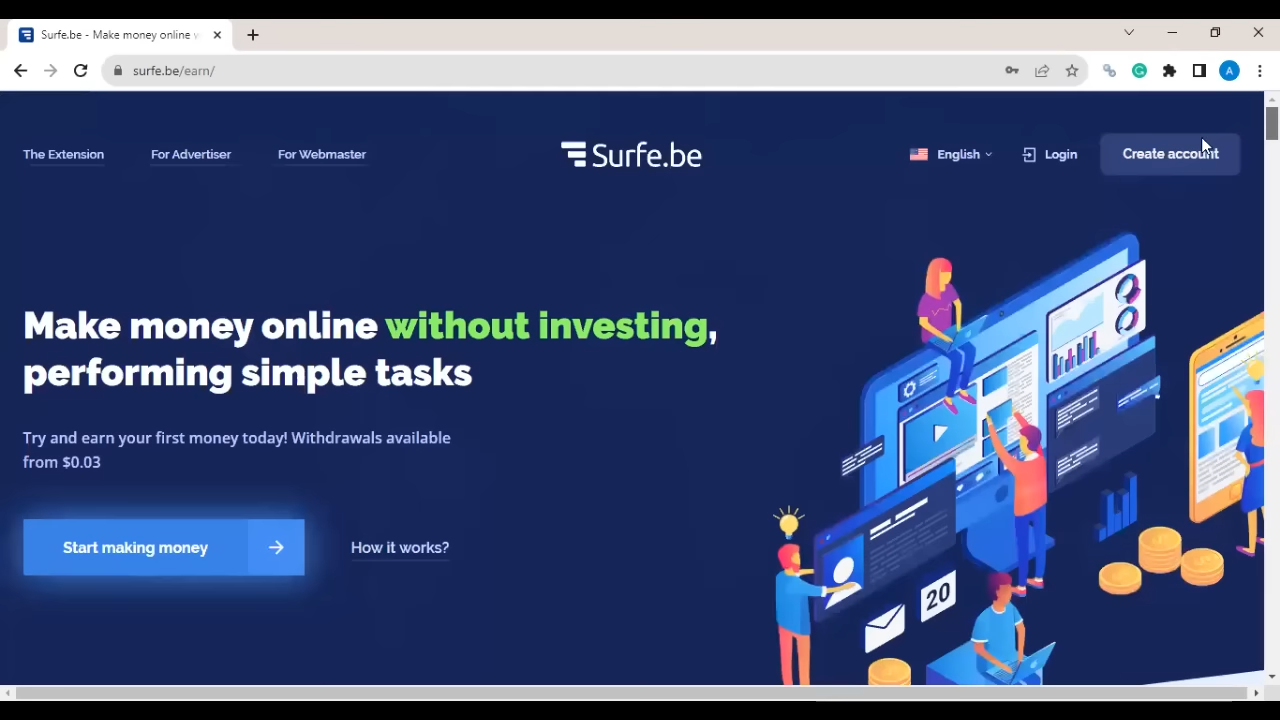 Surfe.be - Make money online w
surfe.be/earn/
A
The Extension
For Advertiser
For Webmaster
Surfe.be
English
Login
Create account
Make money online without investing,
performing simple tasks
Try and earn your first money today! Withdrawals available
from $0.03
Start making money
How it works?
20